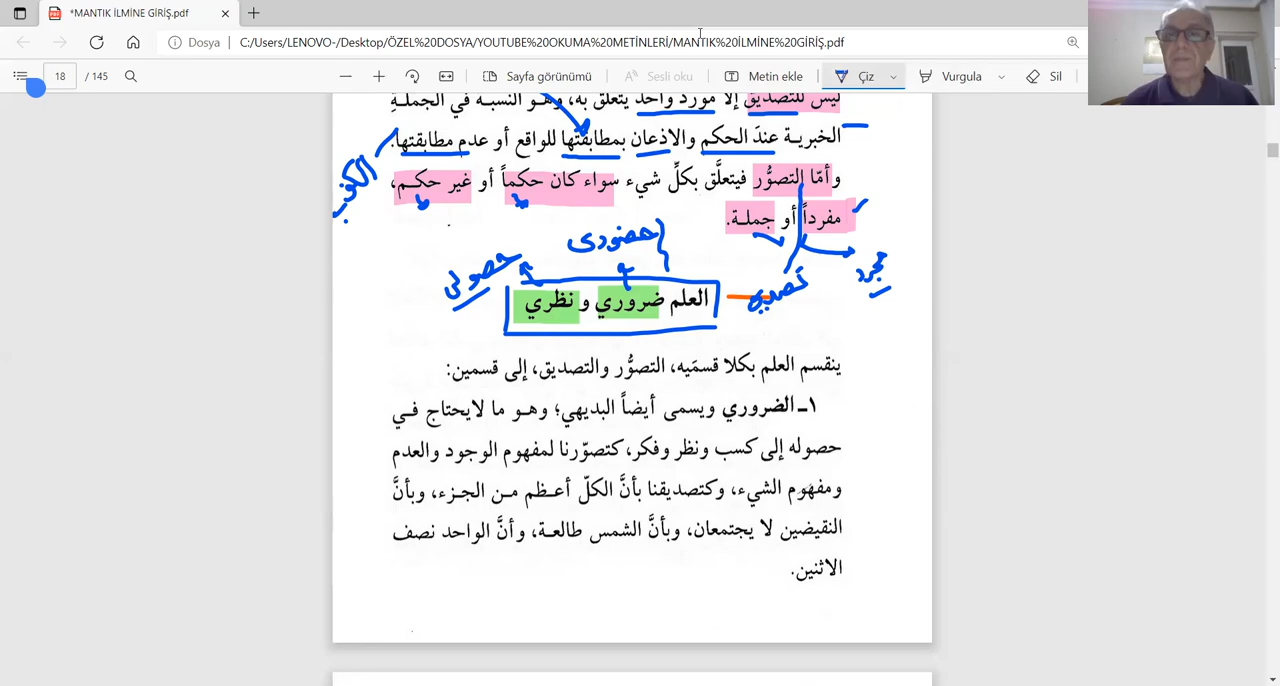 *MANTIK İLMİNE GİRİŞ.pdf
Dosya C:/Users/LENOVO-/Desktop/ÖZEL%20DOSYA/YOUTUBE%20OKUMA%20METİNLERİ/MANTIK%20İLMİNE%20GİRİŞ.pdf
18 / 145 Sayfa görünümü Sesli oku Metin ekle Çiz Vurgula Sil
ليس للتصديق إلا مورد واحد يتعلق به، وهو النسبة في الجملة
الخبرية عندَ الحكم والإذعان بمطابقتها للواقع أو عدم مطابقتها.
وأمّا التصوُّر فيتعلَّق بكلِّ شيء سواء كان حكماً أو غير حكم،
مفرداً أو جملة.
حضوری
حصولی
العلم ضروري ونظري
ينقسم العلم بكلا قسمَيه، التصوُّر والتصديق، إلى قسمين:
١ـ الضروري ويسمى أيضاً البديهي؛ وهو ما لايحتاج في
حصوله إلى كسب ونظر وفكر، كتصوّرنا لمفهوم الوجود والعدم
ومفهوم الشيء، وكتصديقنا بأنَّ الكلّ أعظم من الجزء، وبأنَّ
النقيضين لا يجتمعان، وبأنَّ الشمس طالعة، وأنَّ الواحد نصف
الاثنين.